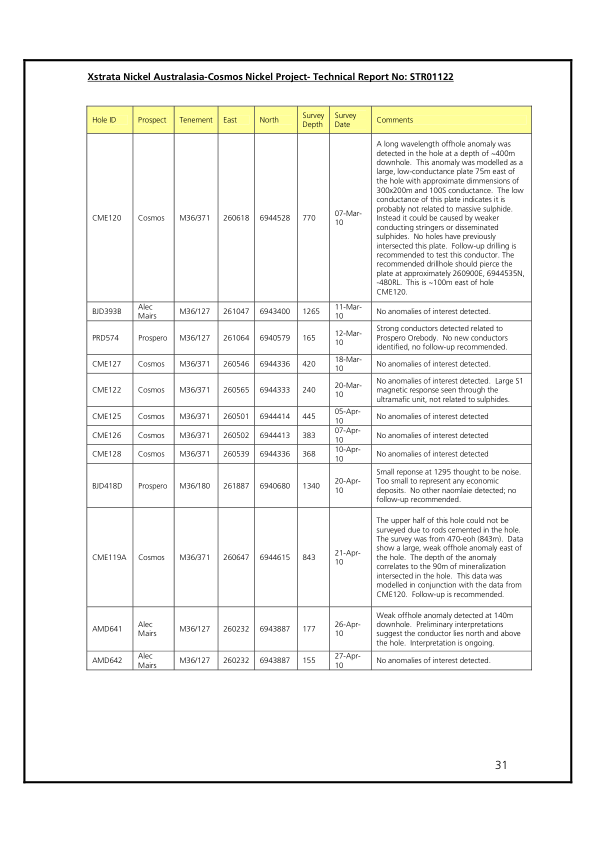 Xstrata Nickel Australasia-Cosmos Nickel Project- Technical Report No: STR01122
Hole ID Prospect Tenement East North Survey Depth Survey Date Comments
CME120 Cosmos M36/371 260618 6944528 770 07-Mar-10
A long wavelength offhole anomaly was
detected in the hole at a depth of ~400m
downhole. This anomaly was modelled as a
large, low-conductance plate 75m east of
the hole with approximate dimmensions of
300x200m and 100S conductance. The low
conductance of this plate indicates it is
probably not related to massive sulphide.
Instead it could be caused by weaker
conducting stringers or disseminated
sulphides. No holes have previously
intersected this plate. Follow-up drilling is
recommended to test this conductor. The
recommended drillhole should pierce the
plate at approximately 260900E, 6944535N,
-480RL. This is ~100m east of hole
CME120.
BJD393B Alec Mairs M36/127 261047 6943400 1265 11-Mar-10 No anomalies of interest detected.
PRD574 Prospero M36/127 261064 6940579 165 12-Mar-10
Strong conductors detected related to
Prospero Orebody. No new conductors
identified, no follow-up recommended.
CME127 Cosmos M36/371 260546 6944336 420 18-Mar-10 No anomalies of interest detected.
CME122 Cosmos M36/371 260565 6944333 240 20-Mar-10
No anomalies of interest detected. Large S1
magnetic response seen through the
ultramafic unit, not related to sulphides.
CME125 Cosmos M36/371 260501 6944414 445 05-Apr-10 No anomalies of interest detected
CME126 Cosmos M36/371 260502 6944413 383 07-Apr-10 No anomalies of interest detected
CME128 Cosmos M36/371 260539 6944336 368 10-Apr-10 No anomalies of interest detected
BJD418D Prospero M36/180 261887 6940680 1340 20-Apr-10
Small reponse at 1295 thought to be noise.
Too small to represent any economic
deposits. No other naomlaie detected; no
follow-up recommended.
CME119A Cosmos M36/371 260647 6944615 843 21-Apr-10
The upper half of this hole could not be
surveyed due to rods cemented in the hole.
The survey was from 470-eoh (843m). Data
show a large, weak offhole anomaly east of
the hole. The depth of the anomaly
correlates to the 90m of mineralization
intersected in the hole. This data was
modelled in conjunction with the data from
CME120. Follow-up is recommended.
AMD641 Alec Mairs M36/127 260232 6943887 177 26-Apr-10
Weak offhole anomaly detected at 140m
downhole. Preliminary interpretations
suggest the conductor lies north and above
the hole. Interpretation is ongoing.
AMD642 Alec Mairs M36/127 260232 6943887 155 27-Apr-10 No anomalies of interest detected.
31